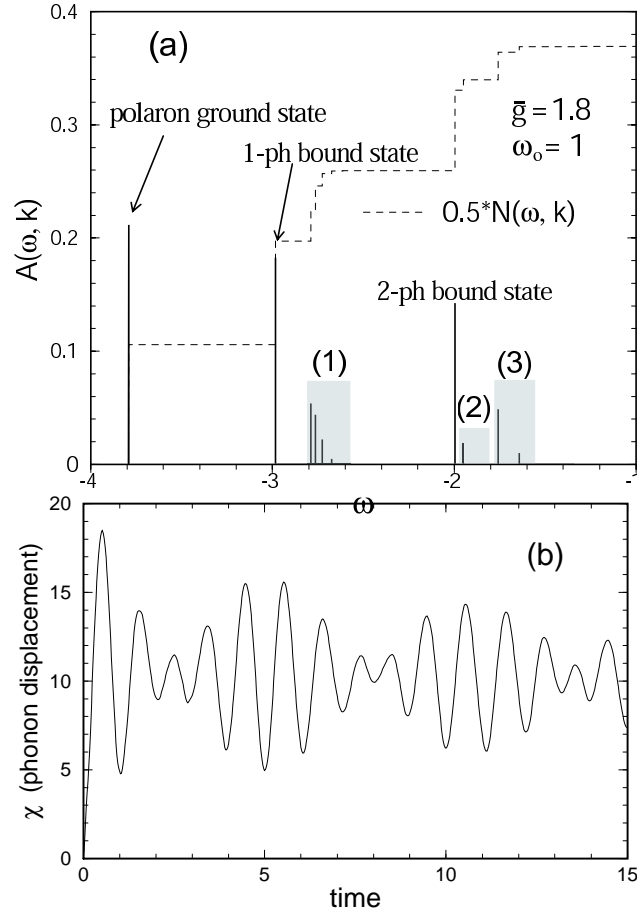 0.4
(a)
polaron ground state
1-ph bound state
ḡ = 1.8
ω₀ = 1
0.3
0.5*N(ω, k)
A(ω, k)
0.2
2-ph bound state
(1)
(2)
(3)
0.1
0
-4
-3
-2
-1
ω
20
(b)
15
10
5
0
χ (phonon displacement)
0
5
10
15
time